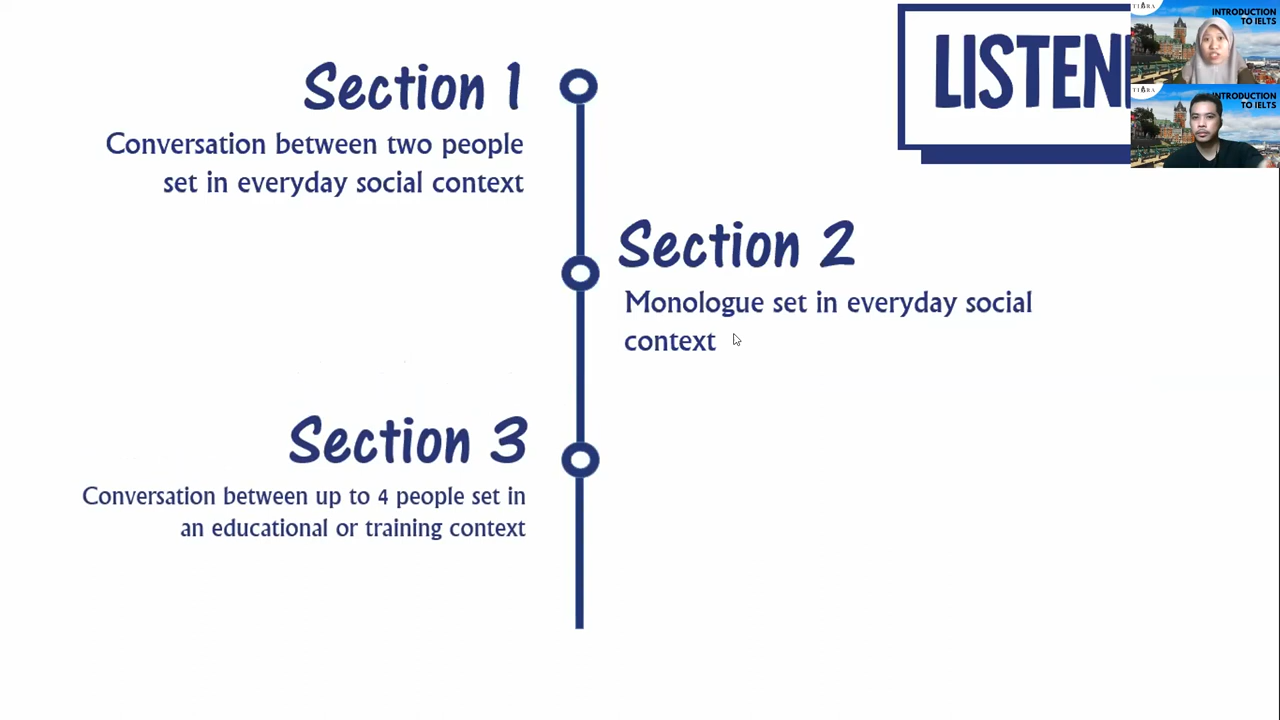 Section 1
Conversation between two people
set in everyday social context
LISTEN
Section 2
Monologue set in everyday social
context
Section 3
Conversation between up to 4 people set in
an educational or training context
INTRODUCTION
TO IELTS
INTRODUCTION
TO IELTS